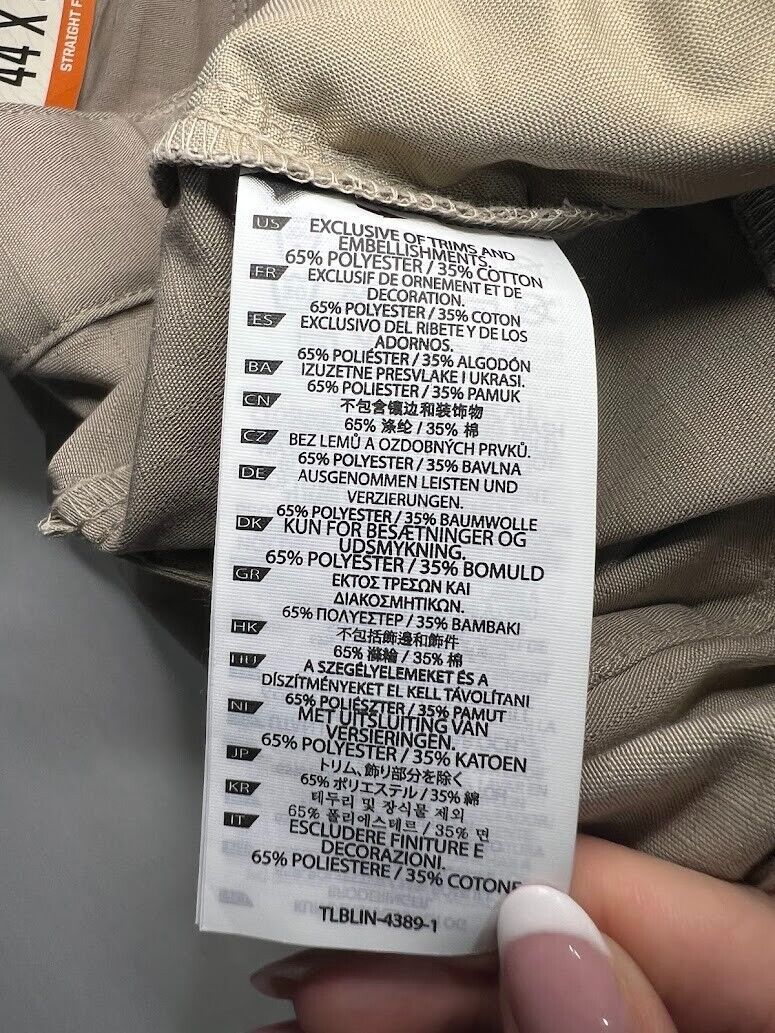 44 X
STRAIGHT F
US EXCLUSIVE OF TRIMS AND
EMBELLISHMENTS.
65% POLYESTER / 35% COTTON
FR EXCLUSIF DE ORNEMENT ET DE
DECORATION.
65% POLYESTER / 35% COTON
ES EXCLUSIVO DEL RIBETE Y DE LOS
ADORNOS.
65% POLIÉSTER / 35% ALGODÓN
BA IZUZETNE PRESVLAKE I UKRASI.
65% POLIESTER / 35% PAMUK
CN 不包含镶边和装饰物
65% 涤纶 / 35% 棉
CZ BEZ LEMŮ A OZDOBNÝCH PRVKŮ.
65% POLYESTER / 35% BAVLNA
DE AUSGENOMMEN LEISTEN UND
VERZIERUNGEN.
65% POLYESTER / 35% BAUMWOLLE
DK KUN FOR BESÆTNINGER OG
UDSMYKNING.
65% POLYESTER / 35% BOMULD
GR ΕΚΤΟΣ ΤΡΕΣΩΝ ΚΑΙ
ΔΙΑΚΟΣΜΗΤΙΚΩΝ.
65% ΠΟΛΥΕΣΤΕΡ / 35% ΒΑΜΒΑΚΙ
HK 不包括飾邊和飾件
65% 滌綸 / 35% 棉
HU A SZEGÉLYELEMEKET ÉS A
DÍSZÍTMÉNYEKET EL KELL TÁVOLÍTANI
65% POLIÉSZTER / 35% PAMUT
NL MET UITSLUITING VAN
VERSIERINGEN.
65% POLYESTER / 35% KATOEN
JP トリム、飾り部分を除く
65% ポリエステル / 35% 綿
KR 테두리 및 장식물 제외
65% 폴리에스테르 / 35% 면
IT ESCLUDERE FINITURE E
DECORAZIONI.
65% POLIESTERE / 35% COTONE
TLBLIN-4389-1